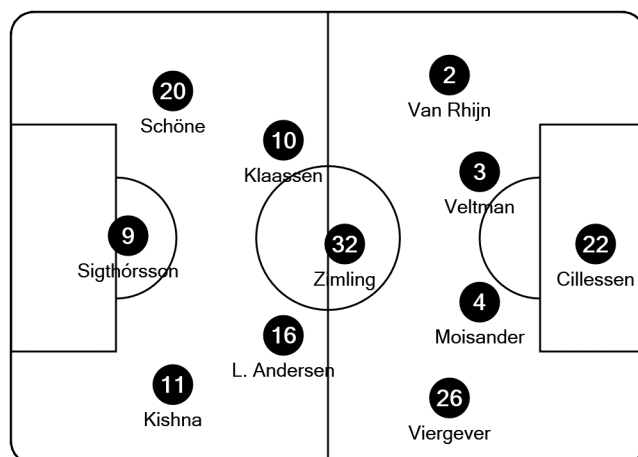 2
Van Rhijn
20
Schöne
10
Klaassen
3
Veltman
9
Sigthórsson
32
Zimling
22
Cillessen
4
Moisander
16
L. Andersen
11
Kishna
26
Viergever